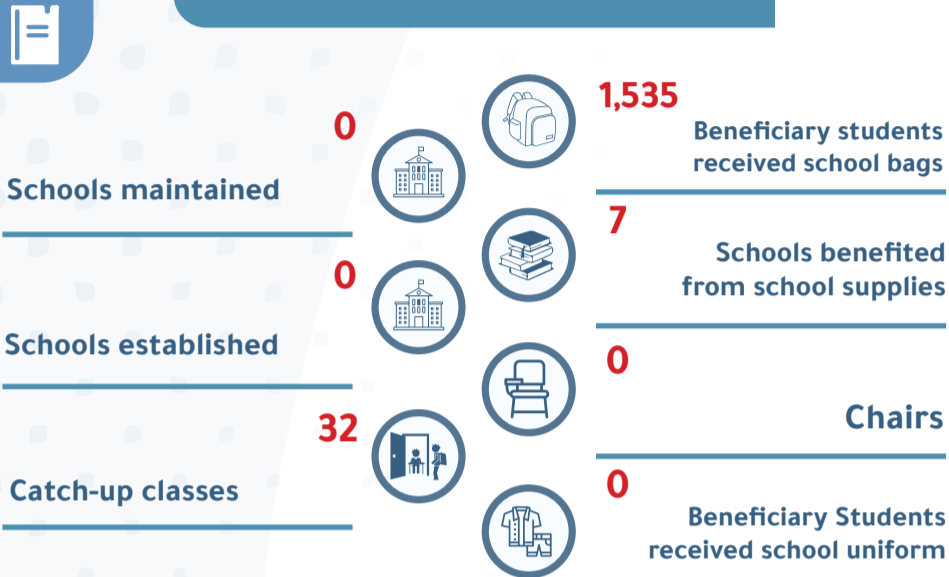 0
Schools maintained
0
Schools established
32
Catch-up classes
1,535
Beneficiary students
received school bags
7
Schools benefited
from school supplies
0
Chairs
0
Beneficiary Students
received school uniform